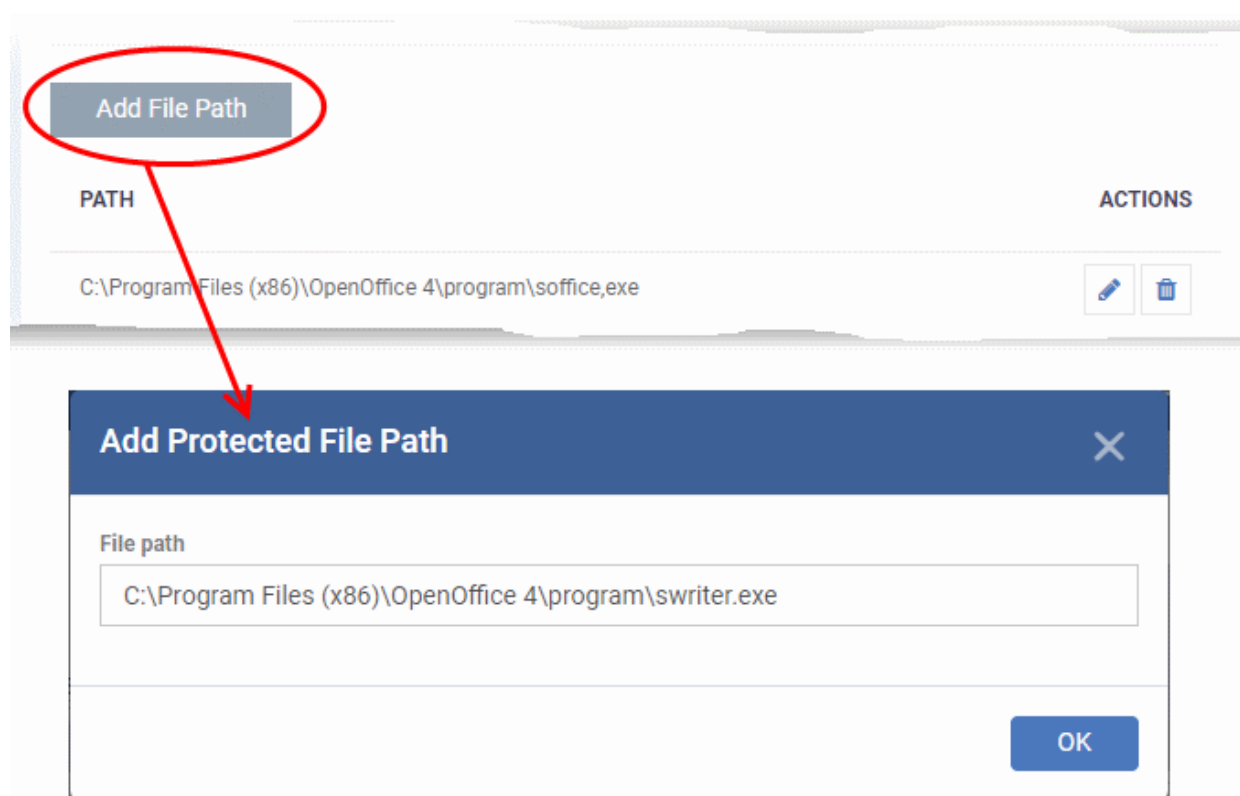 Add File Path
PATH ACTIONS
C:\Program Files (x86)\OpenOffice 4\program\soffice,exe
Add Protected File Path
File path
C:\Program Files (x86)\OpenOffice 4\program\swriter.exe
OK